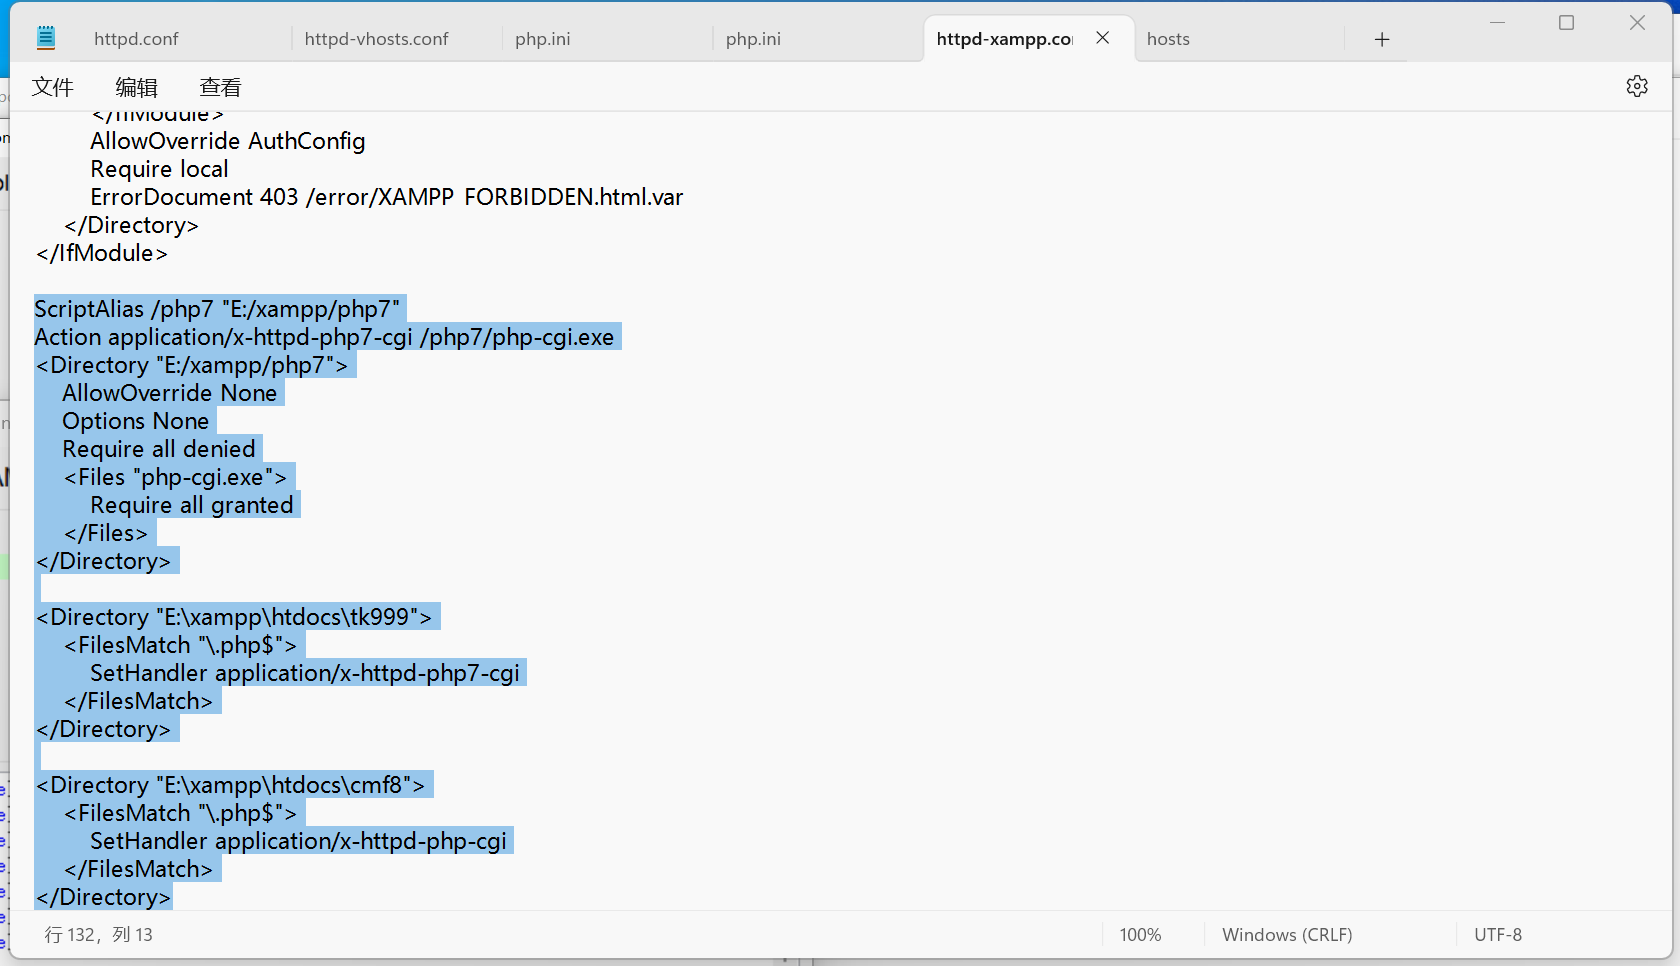 httpd.conf
httpd-vhosts.conf
php.ini
php.ini
httpd-xampp.co
hosts
文件
编辑
查看
</IfModule>
AllowOverride AuthConfig
Require local
ErrorDocument 403 /error/XAMPP_FORBIDDEN.html.var
</Directory>
</IfModule>
ScriptAlias /php7 "E:/xampp/php7"
Action application/x-httpd-php7-cgi /php7/php-cgi.exe
<Directory "E:/xampp/php7">
AllowOverride None
Options None
Require all denied
<Files "php-cgi.exe">
Require all granted
</Files>
</Directory>
<Directory "E:\xampp\htdocs\tk999">
<FilesMatch "\.php$">
SetHandler application/x-httpd-php7-cgi
</FilesMatch>
</Directory>
<Directory "E:\xampp\htdocs\cmf8">
<FilesMatch "\.php$">
SetHandler application/x-httpd-php-cgi
</FilesMatch>
</Directory>
行 132，列 13
100%
Windows (CRLF)
UTF-8